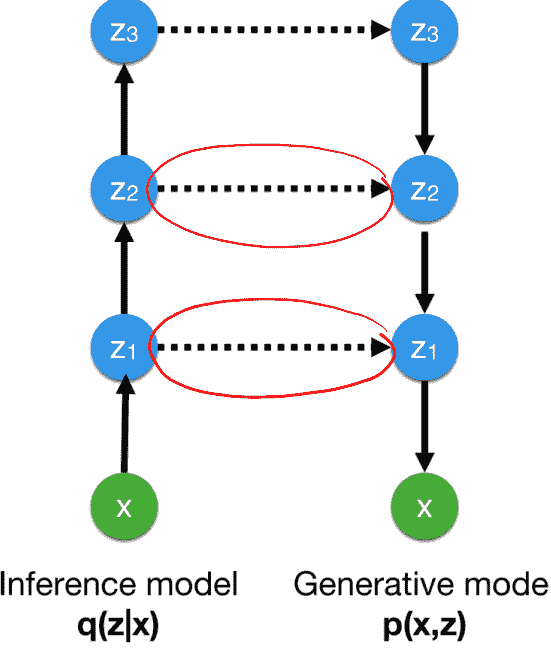 z3 z3
z2 z2
z1 z1
x x
Inference model Generative mode
q(z|x) p(x,z)